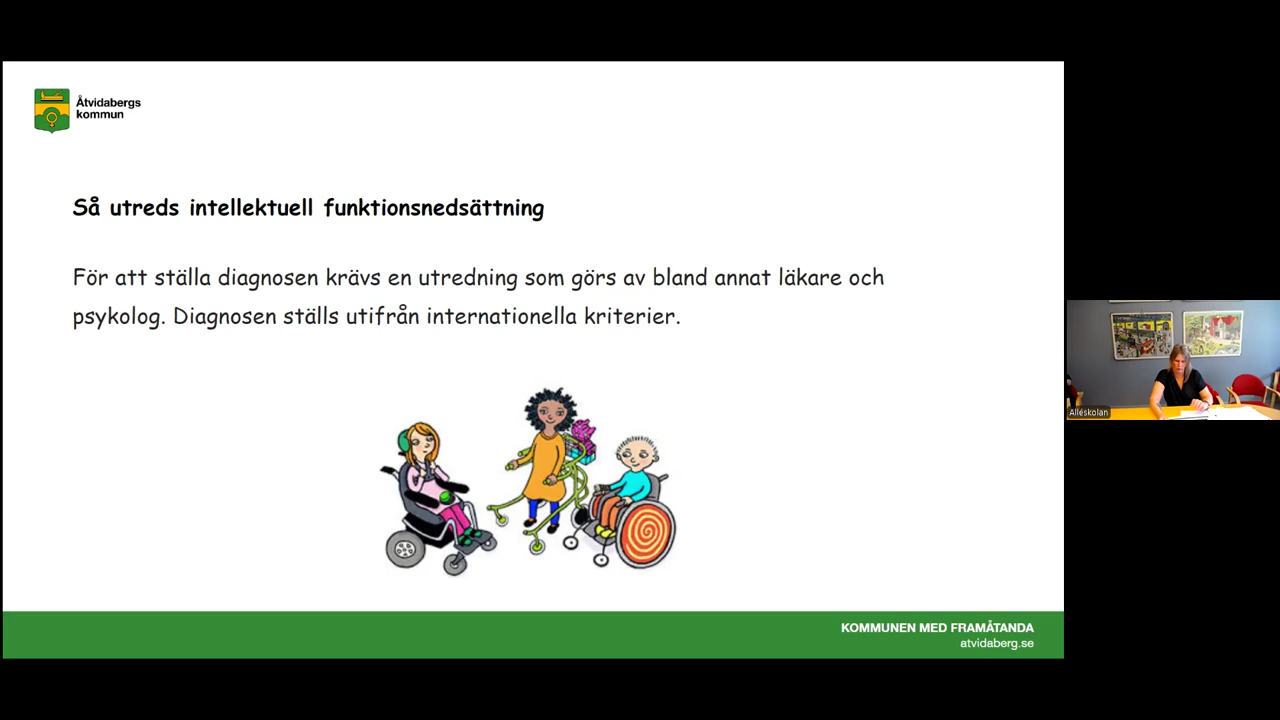 Åtvidabergs
kommun
Så utreds intellektuell funktionsnedsättning
För att ställa diagnosen krävs en utredning som görs av bland annat läkare och
psykolog. Diagnosen ställs utifrån internationella kriterier.
Alléskolan
KOMMUNEN MED FRAMÅTANDA
atvidaberg.se